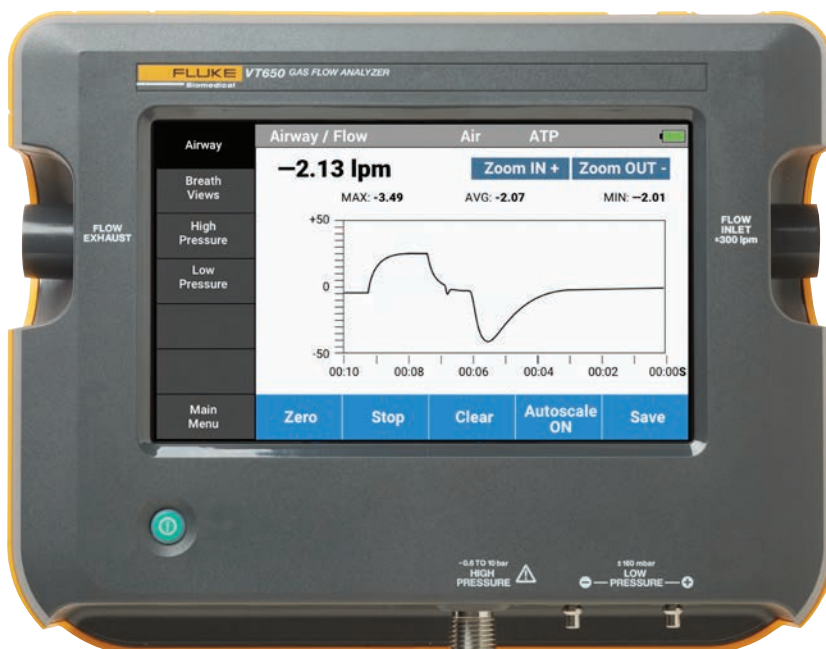 FLUKE VT650 GAS FLOW ANALYZER
Biomedical
Airway
Breath
Views
High
Pressure
Low
Pressure
Main
Menu
Airway / Flow Air ATP
−2.13 lpm
Zoom IN + Zoom OUT -
MAX: -3.49 AVG: -2.07 MIN: −2.01
+50
0
-50
00:10 00:08 00:06 00:04 00:02 00:00S
Zero Stop Clear Autoscale
ON Save
FLOW
EXHAUST
FLOW
INLET
±300 lpm
-0.8 TO 10 bar
HIGH
PRESSURE
± 160 mbar
LOW
PRESSURE